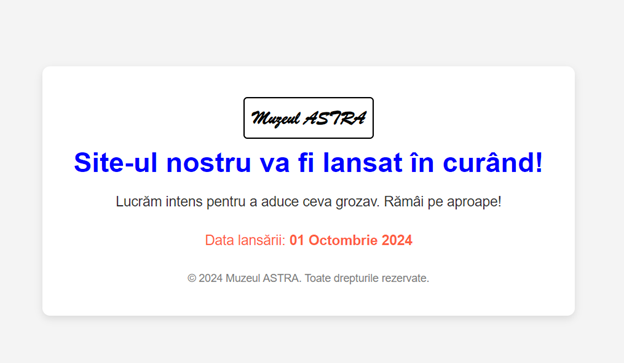 Muzeul ASTRA
Site-ul nostru va fi lansat în curând!
Lucrăm intens pentru a aduce ceva grozav. Rămâi pe aproape!
Data lansării: 01 Octombrie 2024
© 2024 Muzeul ASTRA. Toate drepturile rezervate.